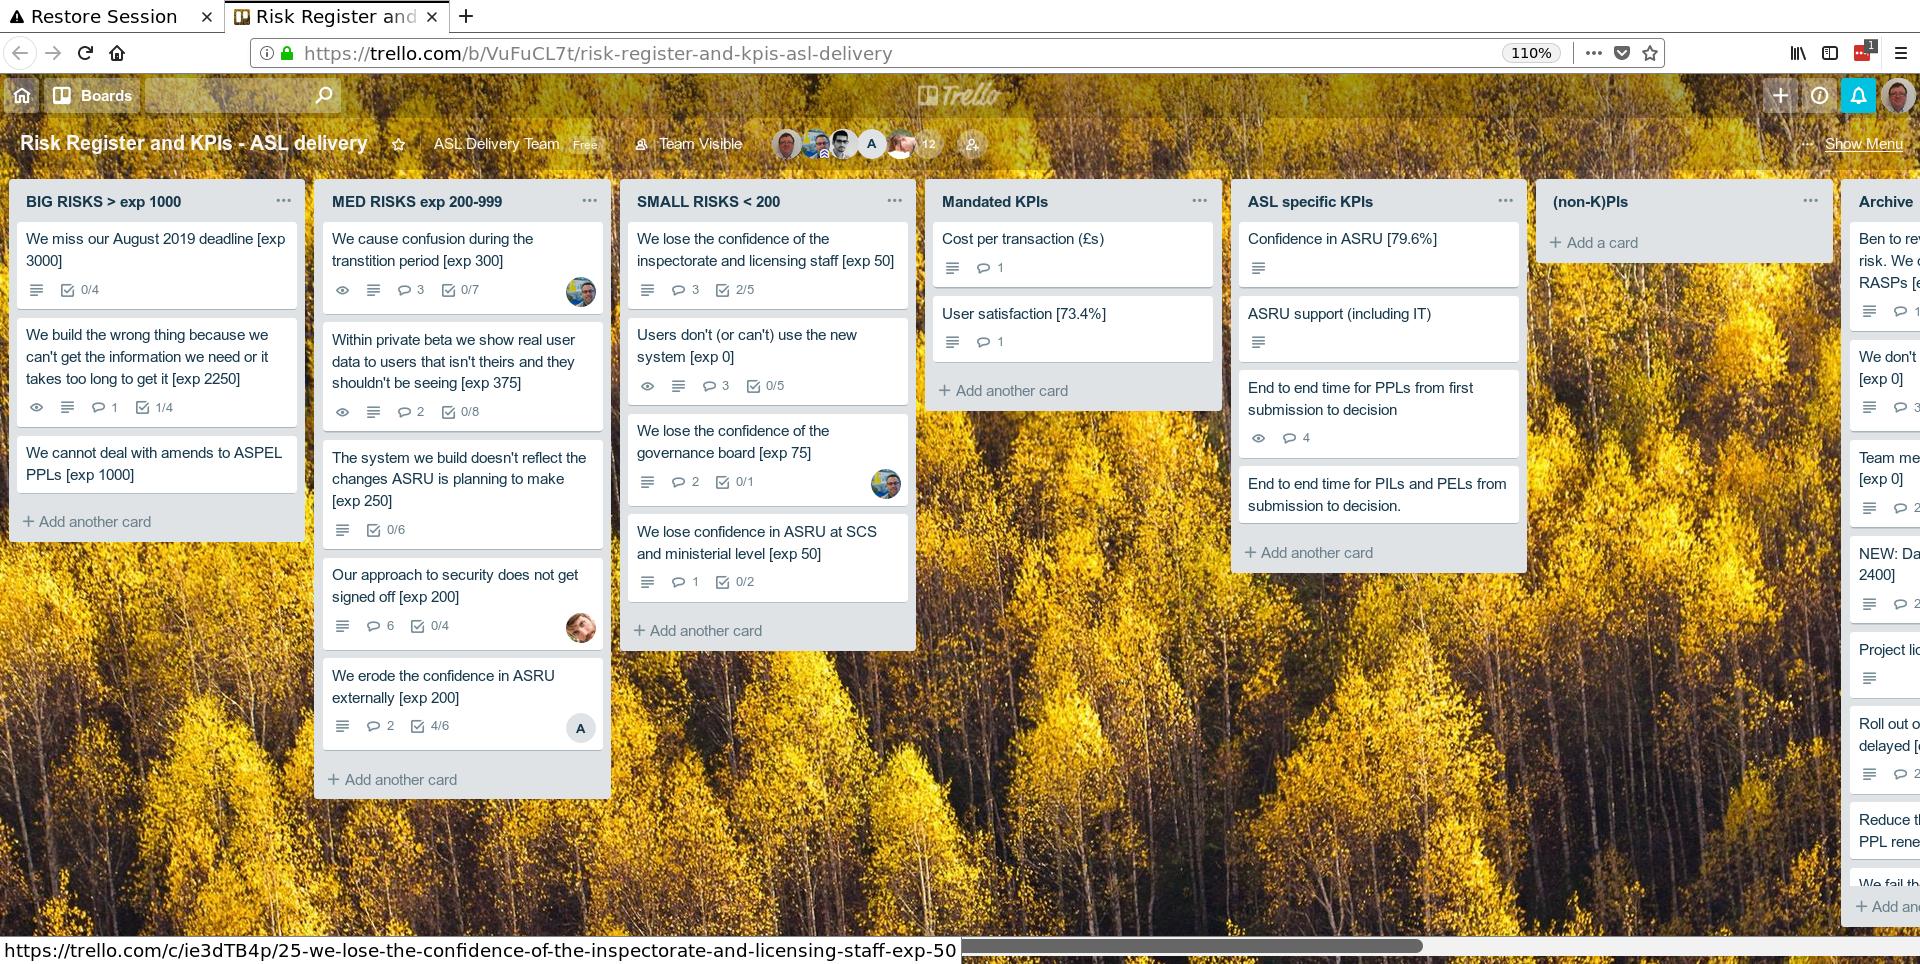 Restore Session
Risk Register and
https://trello.com/b/VuFuCL7t/risk-register-and-kpis-asl-delivery
110%
1
Boards
Trello
Risk Register and KPIs - ASL delivery
ASL Delivery Team Free
Team Visible
A
12
Show Menu
BIG RISKS > exp 1000
We miss our August 2019 deadline [exp
3000]
0/4
We build the wrong thing because we
can't get the information we need or it
takes too long to get it [exp 2250]
1 1/4
We cannot deal with amends to ASPEL
PPLs [exp 1000]
+ Add another card
MED RISKS exp 200-999
We cause confusion during the
transtition period [exp 300]
3 0/7
Within private beta we show real user
data to users that isn't theirs and they
shouldn't be seeing [exp 375]
2 0/8
The system we build doesn't reflect the
changes ASRU is planning to make
[exp 250]
0/6
Our approach to security does not get
signed off [exp 200]
6 0/4
We erode the confidence in ASRU
externally [exp 200]
2 4/6
A
+ Add another card
SMALL RISKS < 200
We lose the confidence of the
inspectorate and licensing staff [exp 50]
3 2/5
Users don't (or can't) use the new
system [exp 0]
3 0/5
We lose the confidence of the
governance board [exp 75]
2 0/1
We lose confidence in ASRU at SCS
and ministerial level [exp 50]
1 0/2
+ Add another card
Mandated KPIs
Cost per transaction (£s)
1
User satisfaction [73.4%]
1
+ Add another card
ASL specific KPIs
Confidence in ASRU [79.6%]
ASRU support (including IT)
End to end time for PPLs from first
submission to decision
4
End to end time for PILs and PELs from
submission to decision.
+ Add another card
(non-K)PIs
+ Add a card
Archive
Ben to re
risk. We
RASPs [e
1
We don't
[exp 0]
3
Team me
[exp 0]
2
NEW: Da
2400]
2
Project lic
Roll out o
delayed [
2
Reduce t
PPL rene
We fail th
+ Add an
https://trello.com/c/ie3dTB4p/25-we-lose-the-confidence-of-the-inspectorate-and-licensing-staff-exp-50